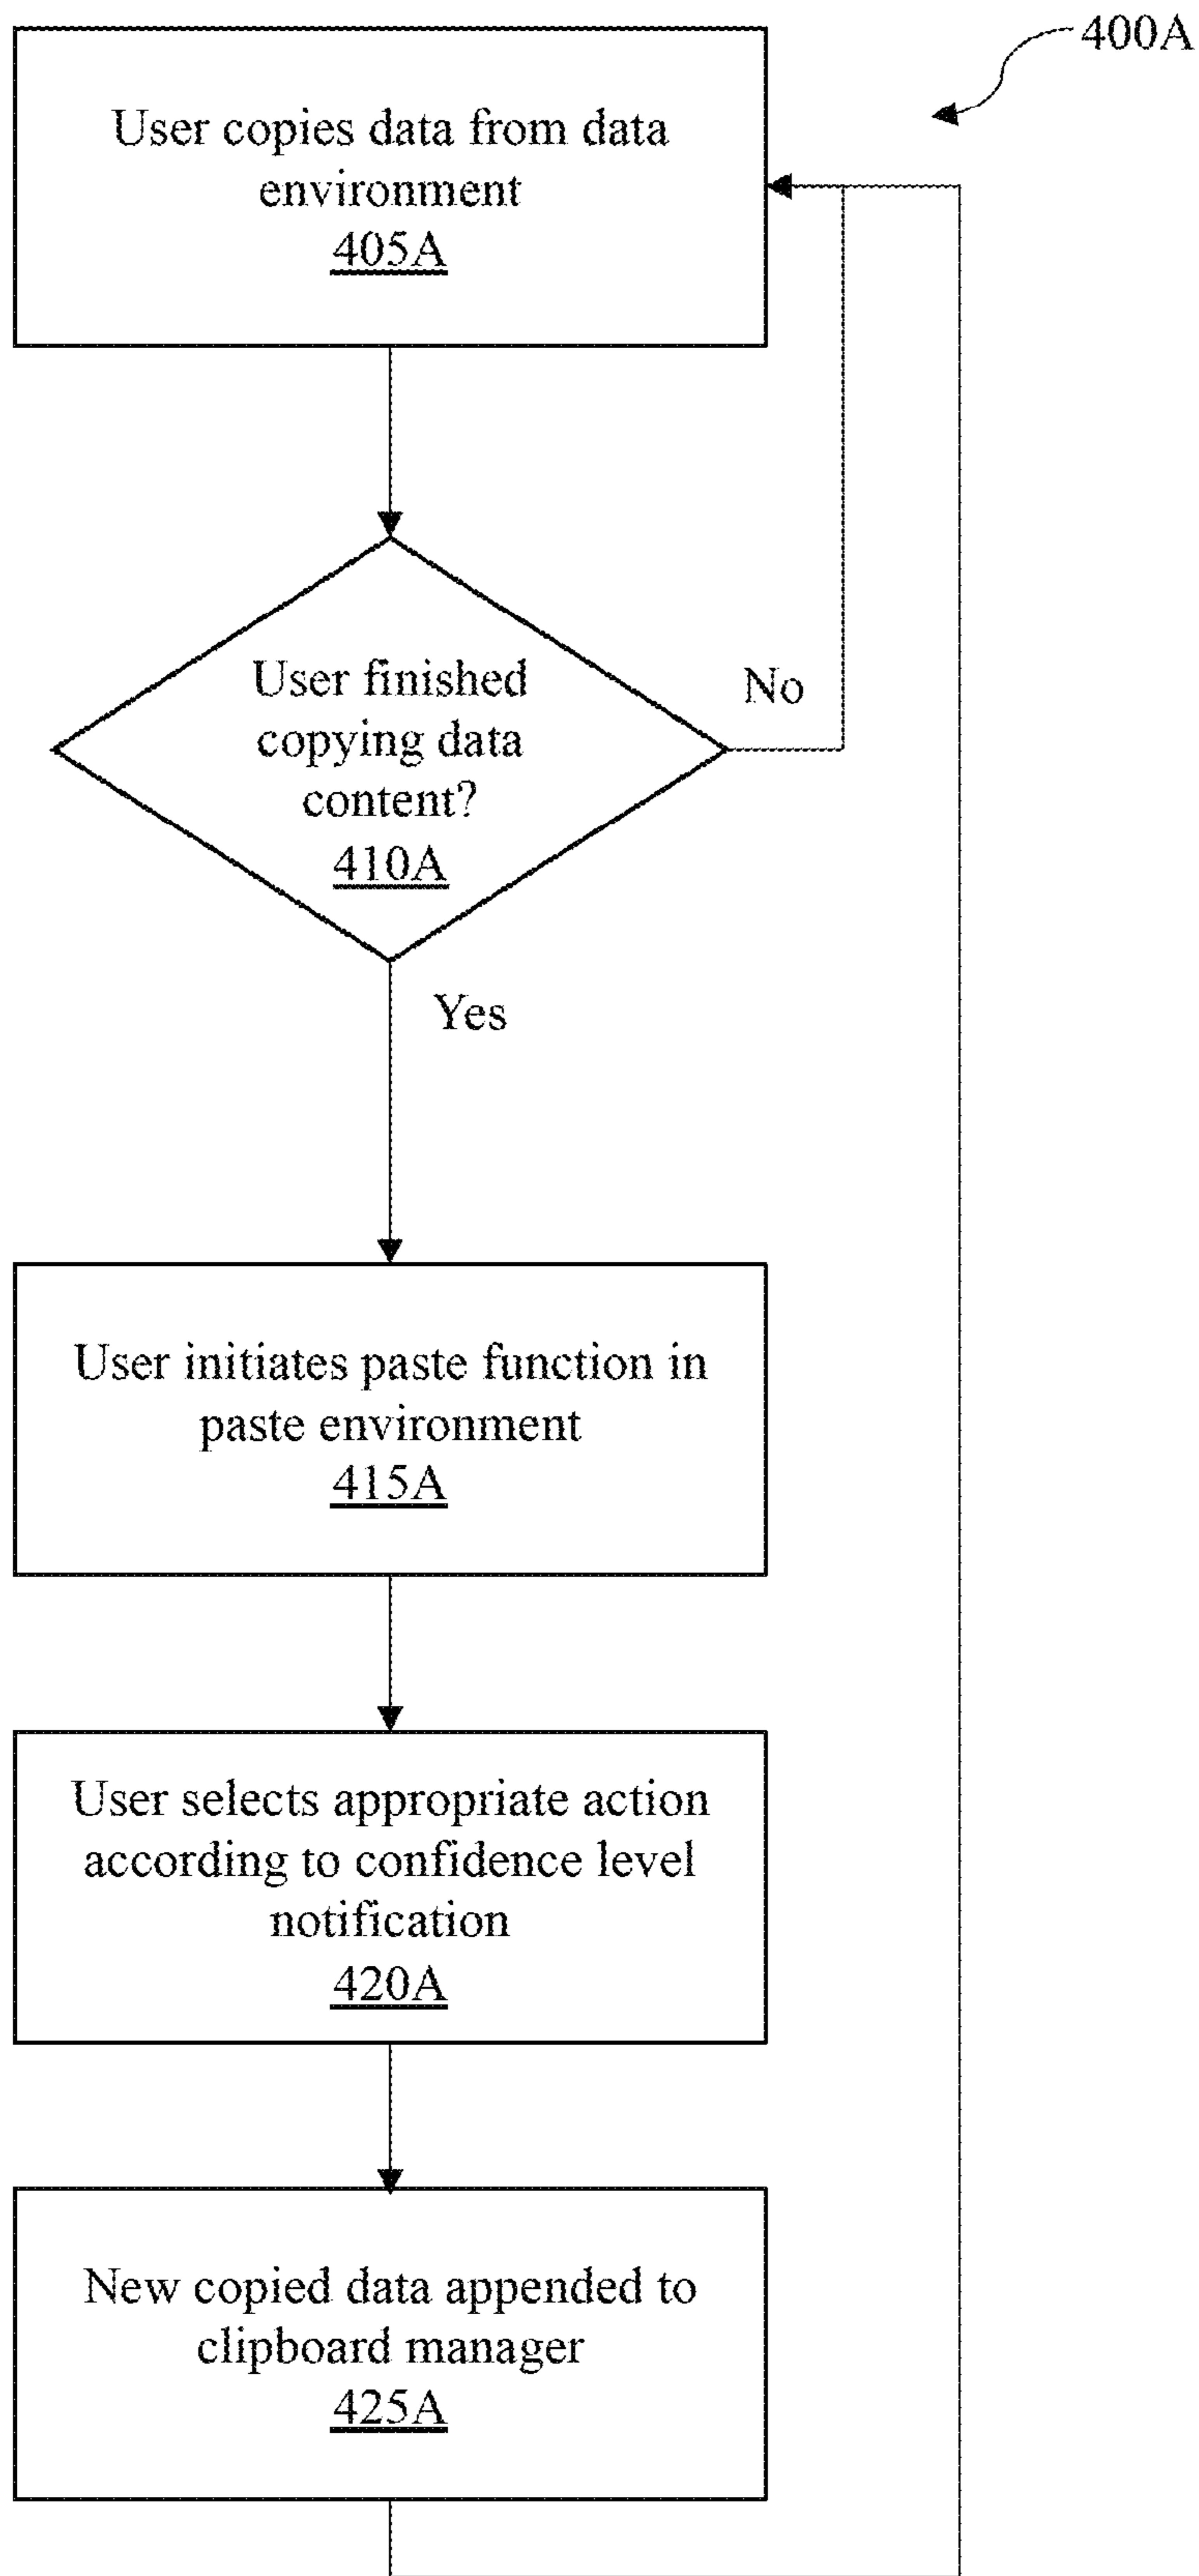 400A
User copies data from data
environment
405A
User finished
copying data
content?
410A
No
Yes
User initiates paste function in
paste environment
415A
User selects appropriate action
according to confidence level
notification
420A
New copied data appended to
clipboard manager
425A